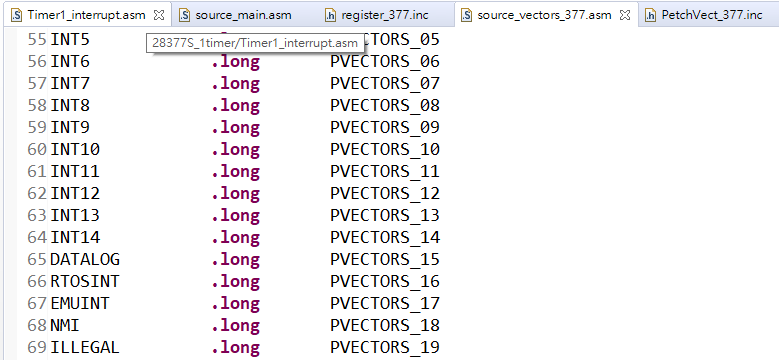 Timer1_interrupt.asm source_main.asm register_377.inc source_vectors_377.asm PetchVect_377.inc
28377S_1timer/Timer1_interrupt.asm
55 INT5 .long PVECTORS_05
56 INT6 .long PVECTORS_06
57 INT7 .long PVECTORS_07
58 INT8 .long PVECTORS_08
59 INT9 .long PVECTORS_09
60 INT10 .long PVECTORS_10
61 INT11 .long PVECTORS_11
62 INT12 .long PVECTORS_12
63 INT13 .long PVECTORS_13
64 INT14 .long PVECTORS_14
65 DATALOG .long PVECTORS_15
66 RTOSINT .long PVECTORS_16
67 EMUINT .long PVECTORS_17
68 NMI .long PVECTORS_18
69 ILLEGAL .long PVECTORS_19